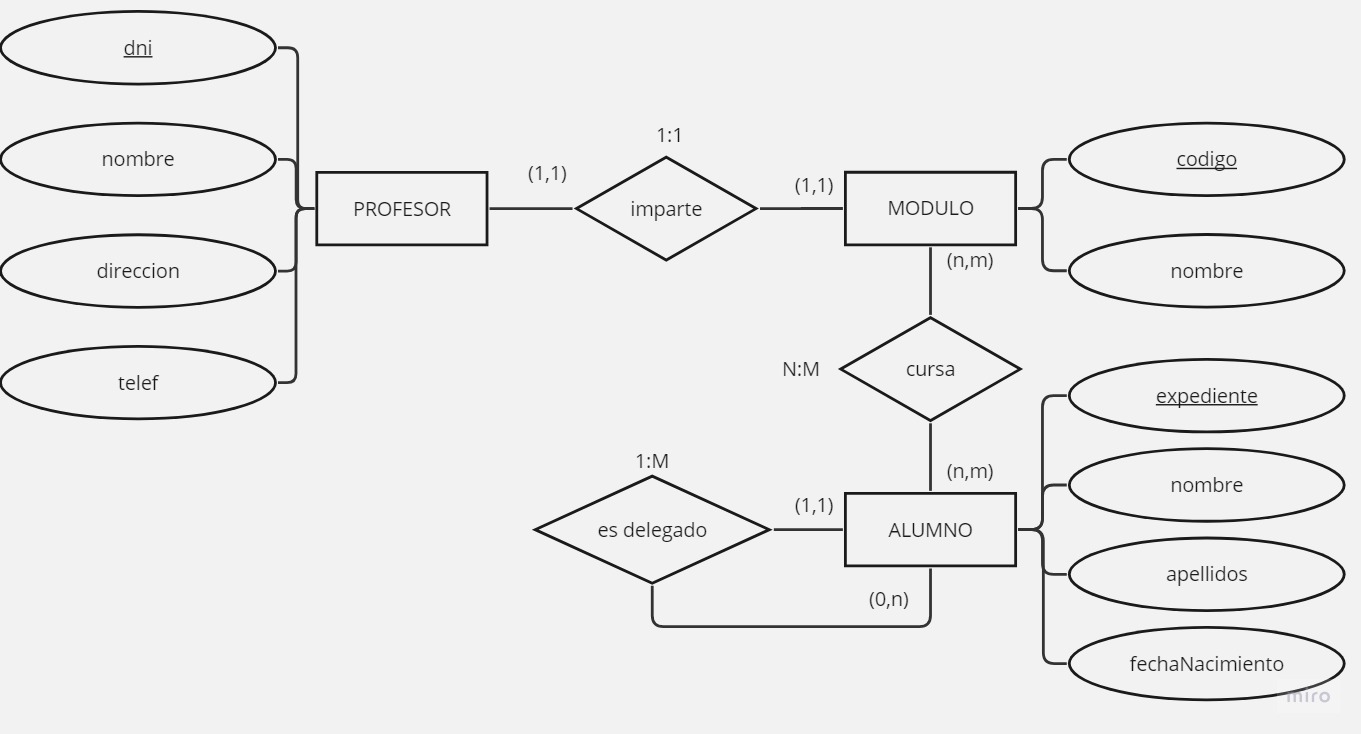 dni
nombre
direccion
telef
PROFESOR
(1,1)
1:1
imparte
(1,1)
MODULO
codigo
nombre
(n,m)
N:M
cursa
(n,m)
1:M
es delegado
(1,1)
ALUMNO
(0,n)
expediente
nombre
apellidos
fechaNacimiento
miro